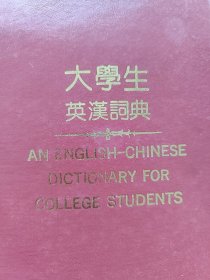 大學生
英漢詞典
AN ENGLISH-CHINESE
DICTIONARY FOR
COLLEGE STUDENTS